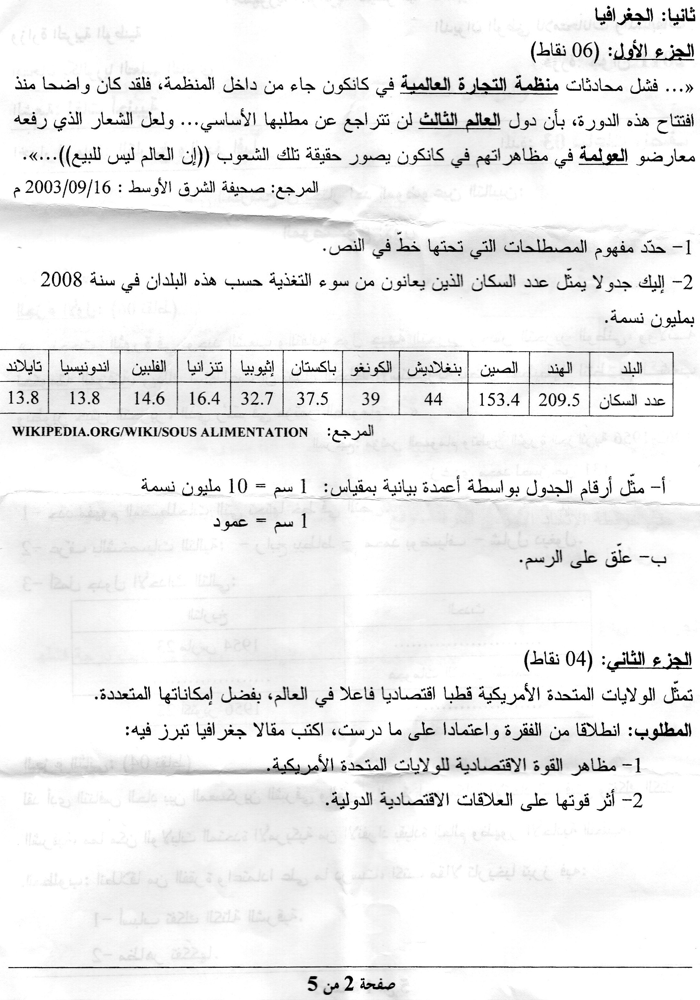 ثانيا: الجغرافيا
الجزء الأول: (06 نقاط)
«... فشل محادثات منظمة التجارة العالمية في كانكون جاء من داخل المنظمة، فلقد كان واضحا منذ
افتتاح هذه الدورة، بأن دول العالم الثالث لن تتراجع عن مطلبها الأساسي... ولعل الشعار الذي رفعه
معارضو العولمة في مظاهراتهم في كانكون يصور حقيقة تلك الشعوب ((إن العالم ليس للبيع))...».
المرجع: صحيفة الشرق الأوسط : 2003/09/16 م
1- حدّد مفهوم المصطلحات التي تحتها خطّ في النص.
2- إليك جدولا يمثّل عدد السكان الذين يعانون من سوء التغذية حسب هذه البلدان في سنة 2008
بمليون نسمة.
البلد الهند الصين بنغلاديش الكونغو باكستان إثيوبيا تنزانيا الفلبين اندونيسيا تايلاند
عدد السكان 209.5 153.4 44 39 37.5 32.7 16.4 14.6 13.8 13.8
المرجع: WIKIPEDIA.ORG/WIKI/SOUS ALIMENTATION
أ- مثّل أرقام الجدول بواسطة أعمدة بيانية بمقياس: 1 سم = 10 مليون نسمة
1 سم = عمود
ب- علّق على الرسم.
الجزء الثاني: (04 نقاط)
تمثّل الولايات المتحدة الأمريكية قطبا اقتصاديا فاعلا في العالم، بفضل إمكاناتها المتعددة.
المطلوب: انطلاقا من الفقرة واعتمادا على ما درست، اكتب مقالا جغرافيا تبرز فيه:
1- مظاهر القوة الاقتصادية للولايات المتحدة الأمريكية.
2- أثر قوتها على العلاقات الاقتصادية الدولية.
صفحة 2 من 5